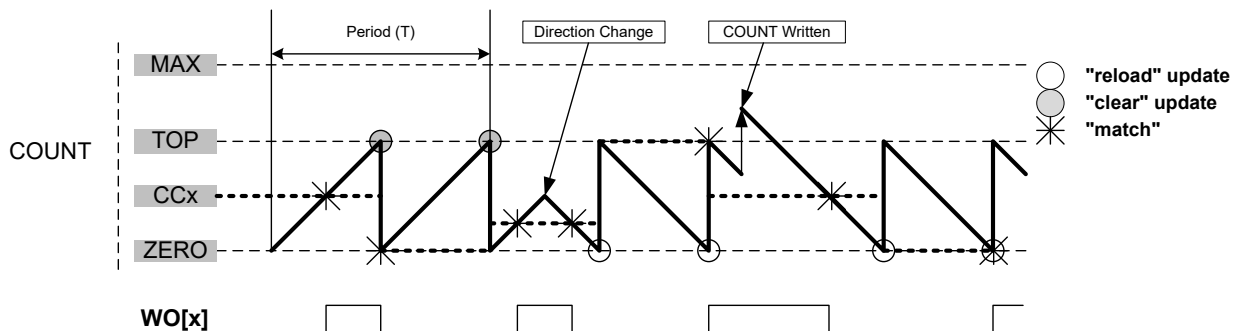 Period (T)
Direction Change
COUNT Written
MAX
"reload" update
"clear" update
"match"
TOP
COUNT
CCx
ZERO
WO[x]